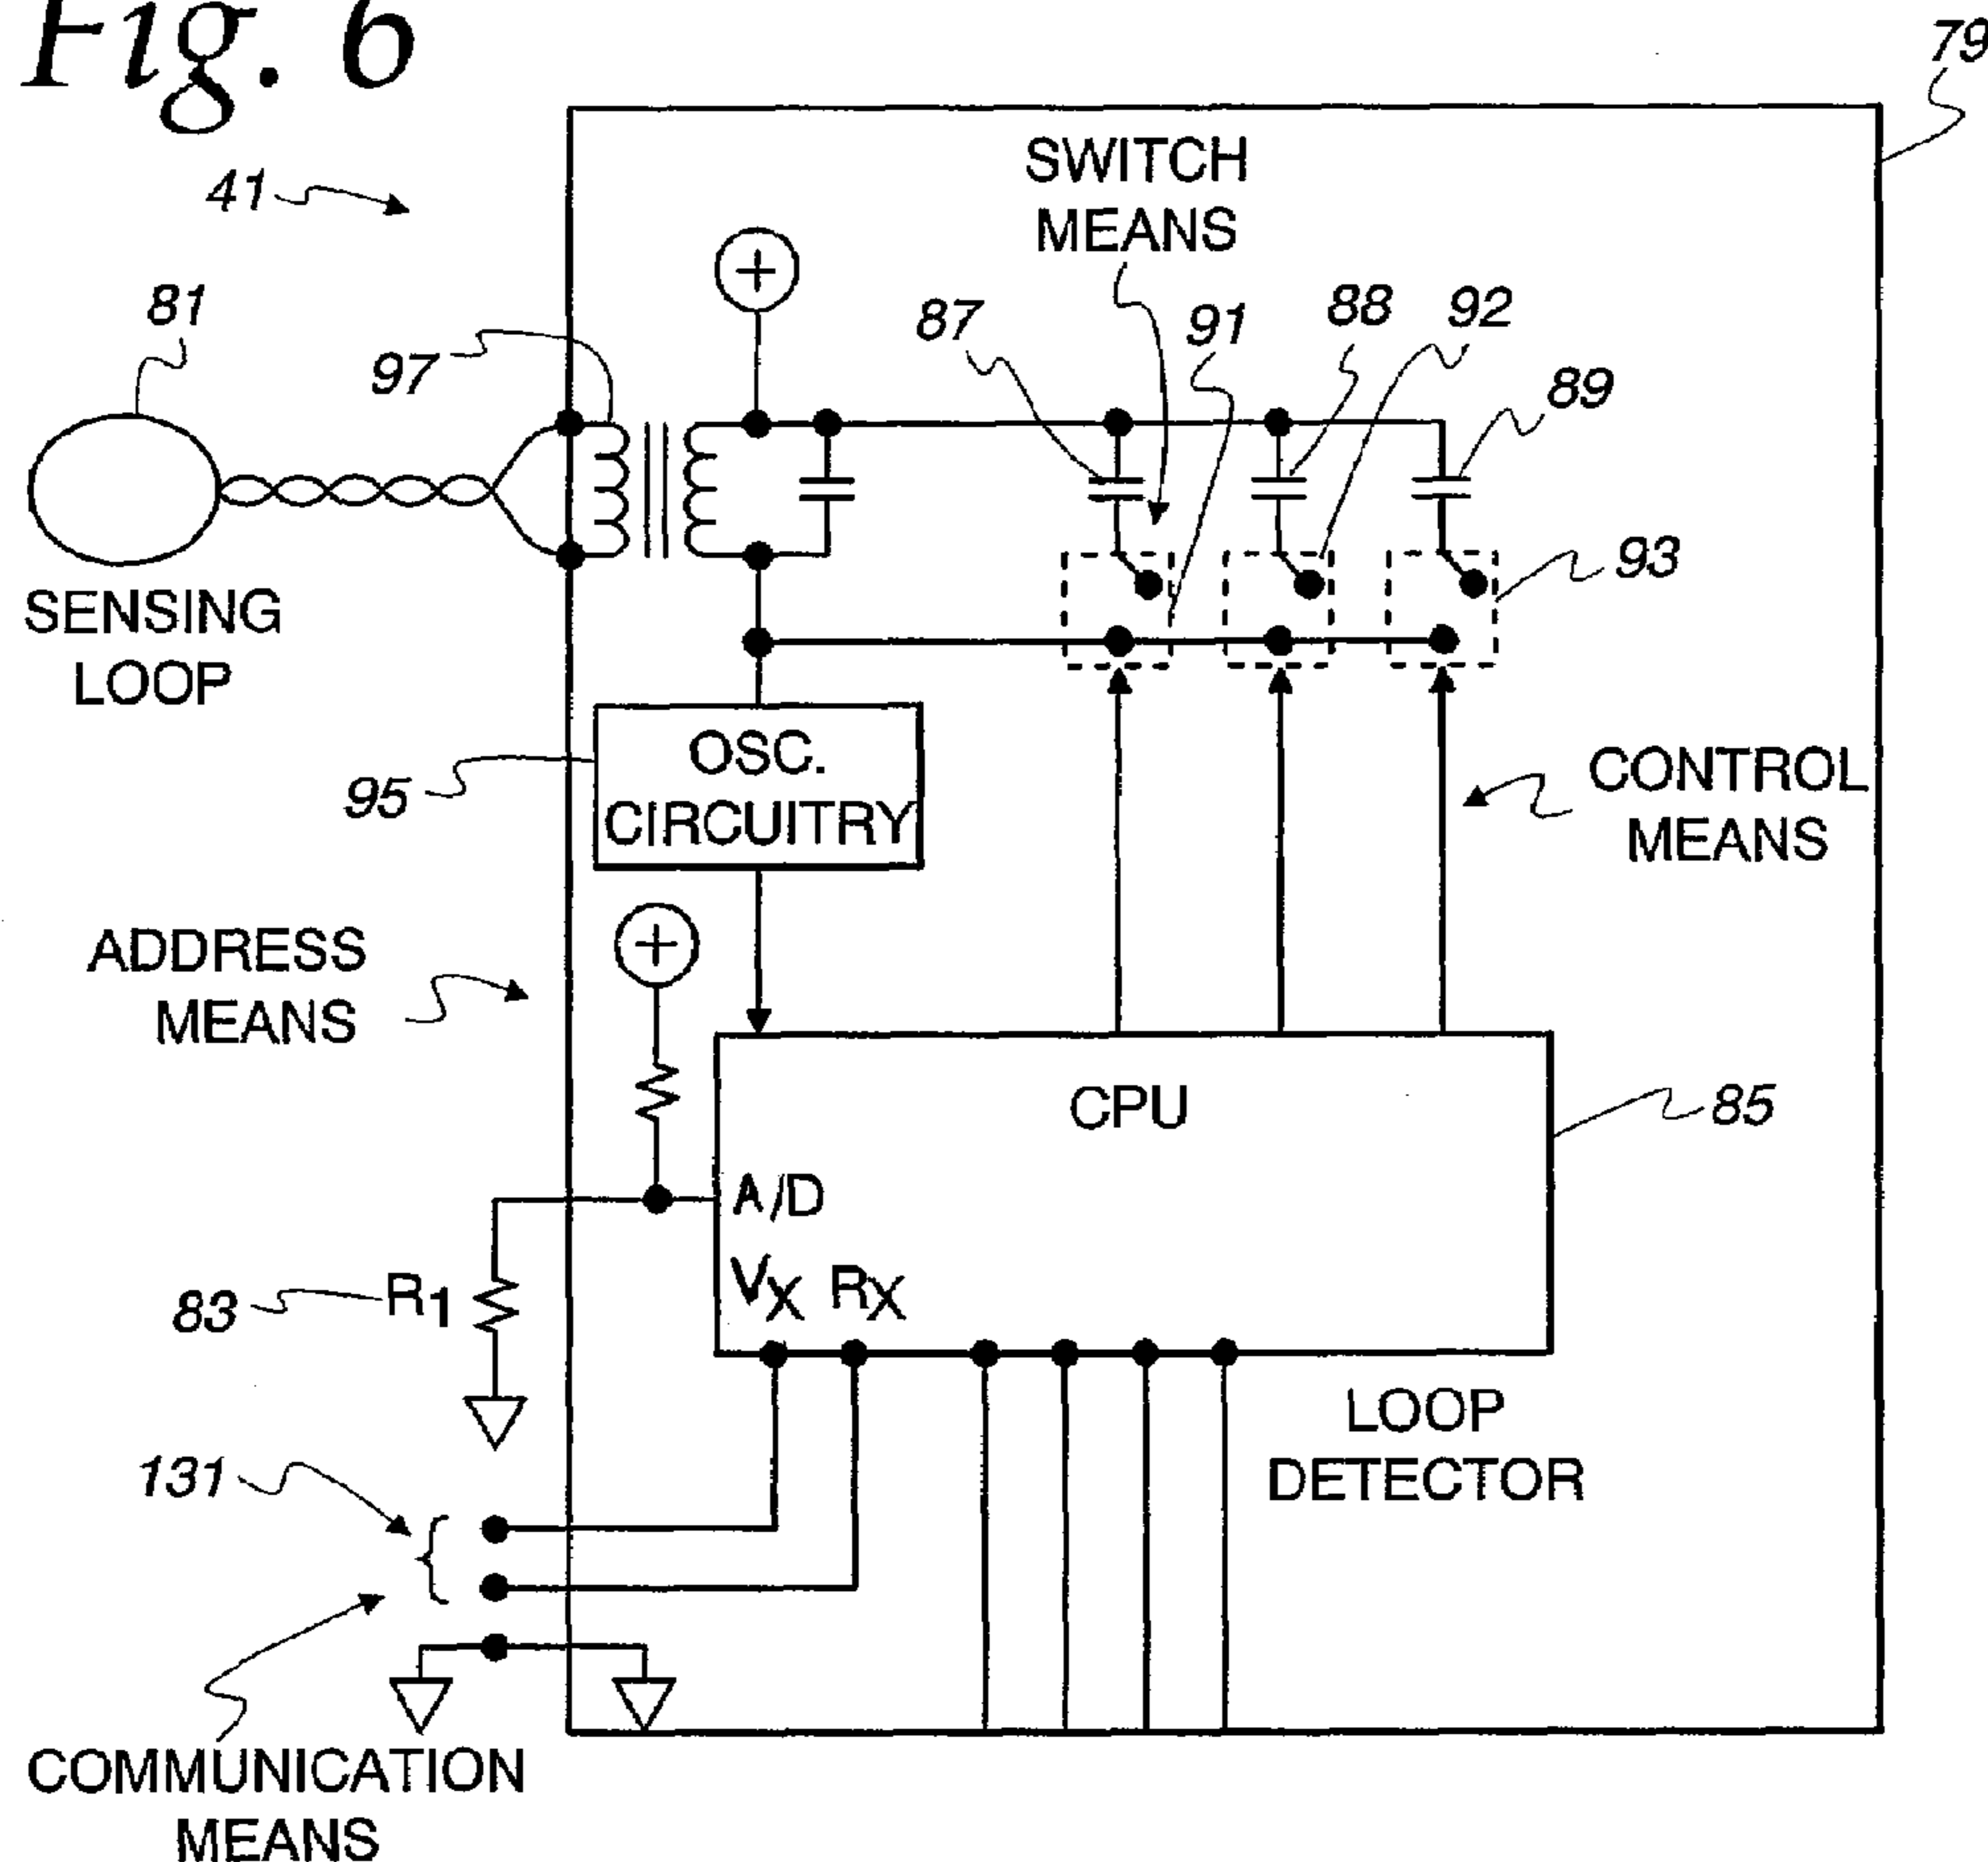 Fig. 6
79
41
SWITCH
MEANS
81
97
87
91
88
92
89
93
SENSING
LOOP
95
OSC.
CIRCUITRY
CONTROL
MEANS
ADDRESS
MEANS
CPU
85
A/D
VX RX
83
R1
LOOP
DETECTOR
131
COMMUNICATION
MEANS